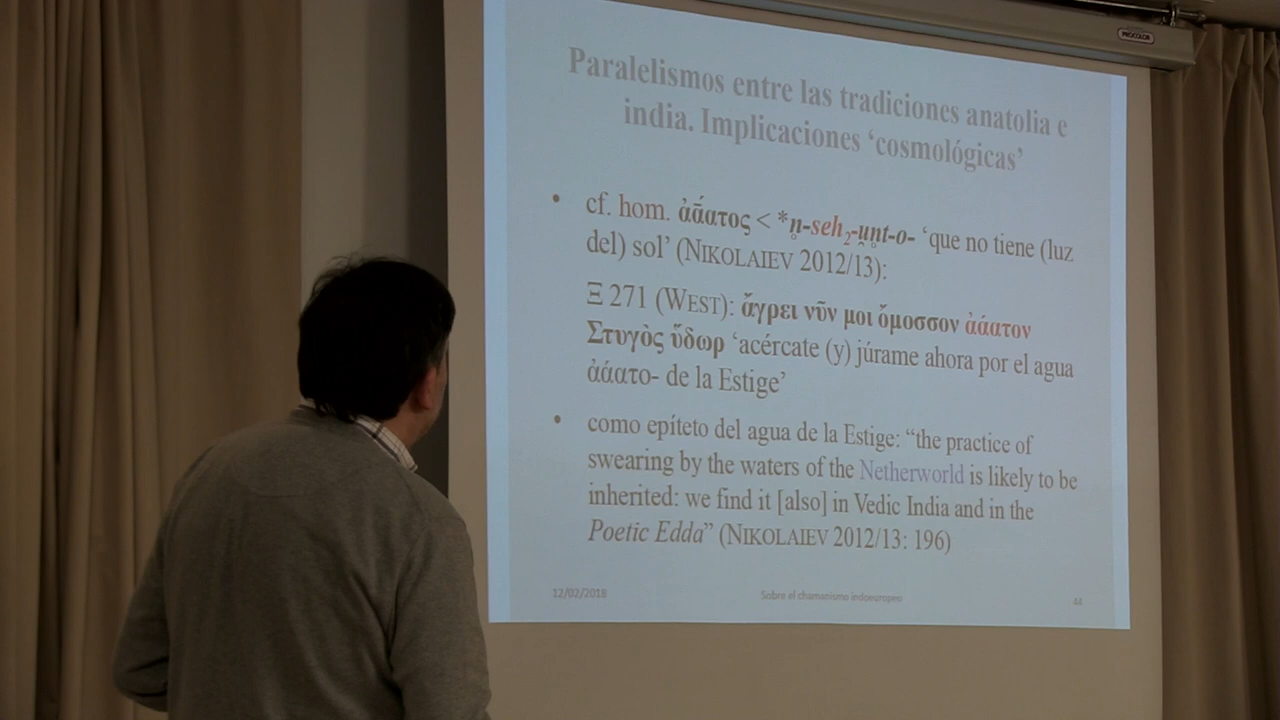 PROCOLOR
Paralelismos entre las tradiciones anatolia e
india. Implicaciones ‘cosmológicas’
• cf. hom. ἀᾱ́ατος < *n̥-seh₂-u̯n̥t-o- ‘que no tiene (luz
del) sol’ (NIKOLAIEV 2012/13):
Ξ 271 (WEST): ἄγρει νῦν μοι ὄμοσσον ἀάατον
Στυγὸς ὕδωρ ‘acércate (y) júrame ahora por el agua
ἀάατο- de la Estige’
• como epíteto del agua de la Estige: “the practice of
swearing by the waters of the Netherworld is likely to be
inherited: we find it [also] in Vedic India and in the
Poetic Edda” (NIKOLAIEV 2012/13: 196)
12/02/2018 Sobre el chamanismo indoeuropeo 44